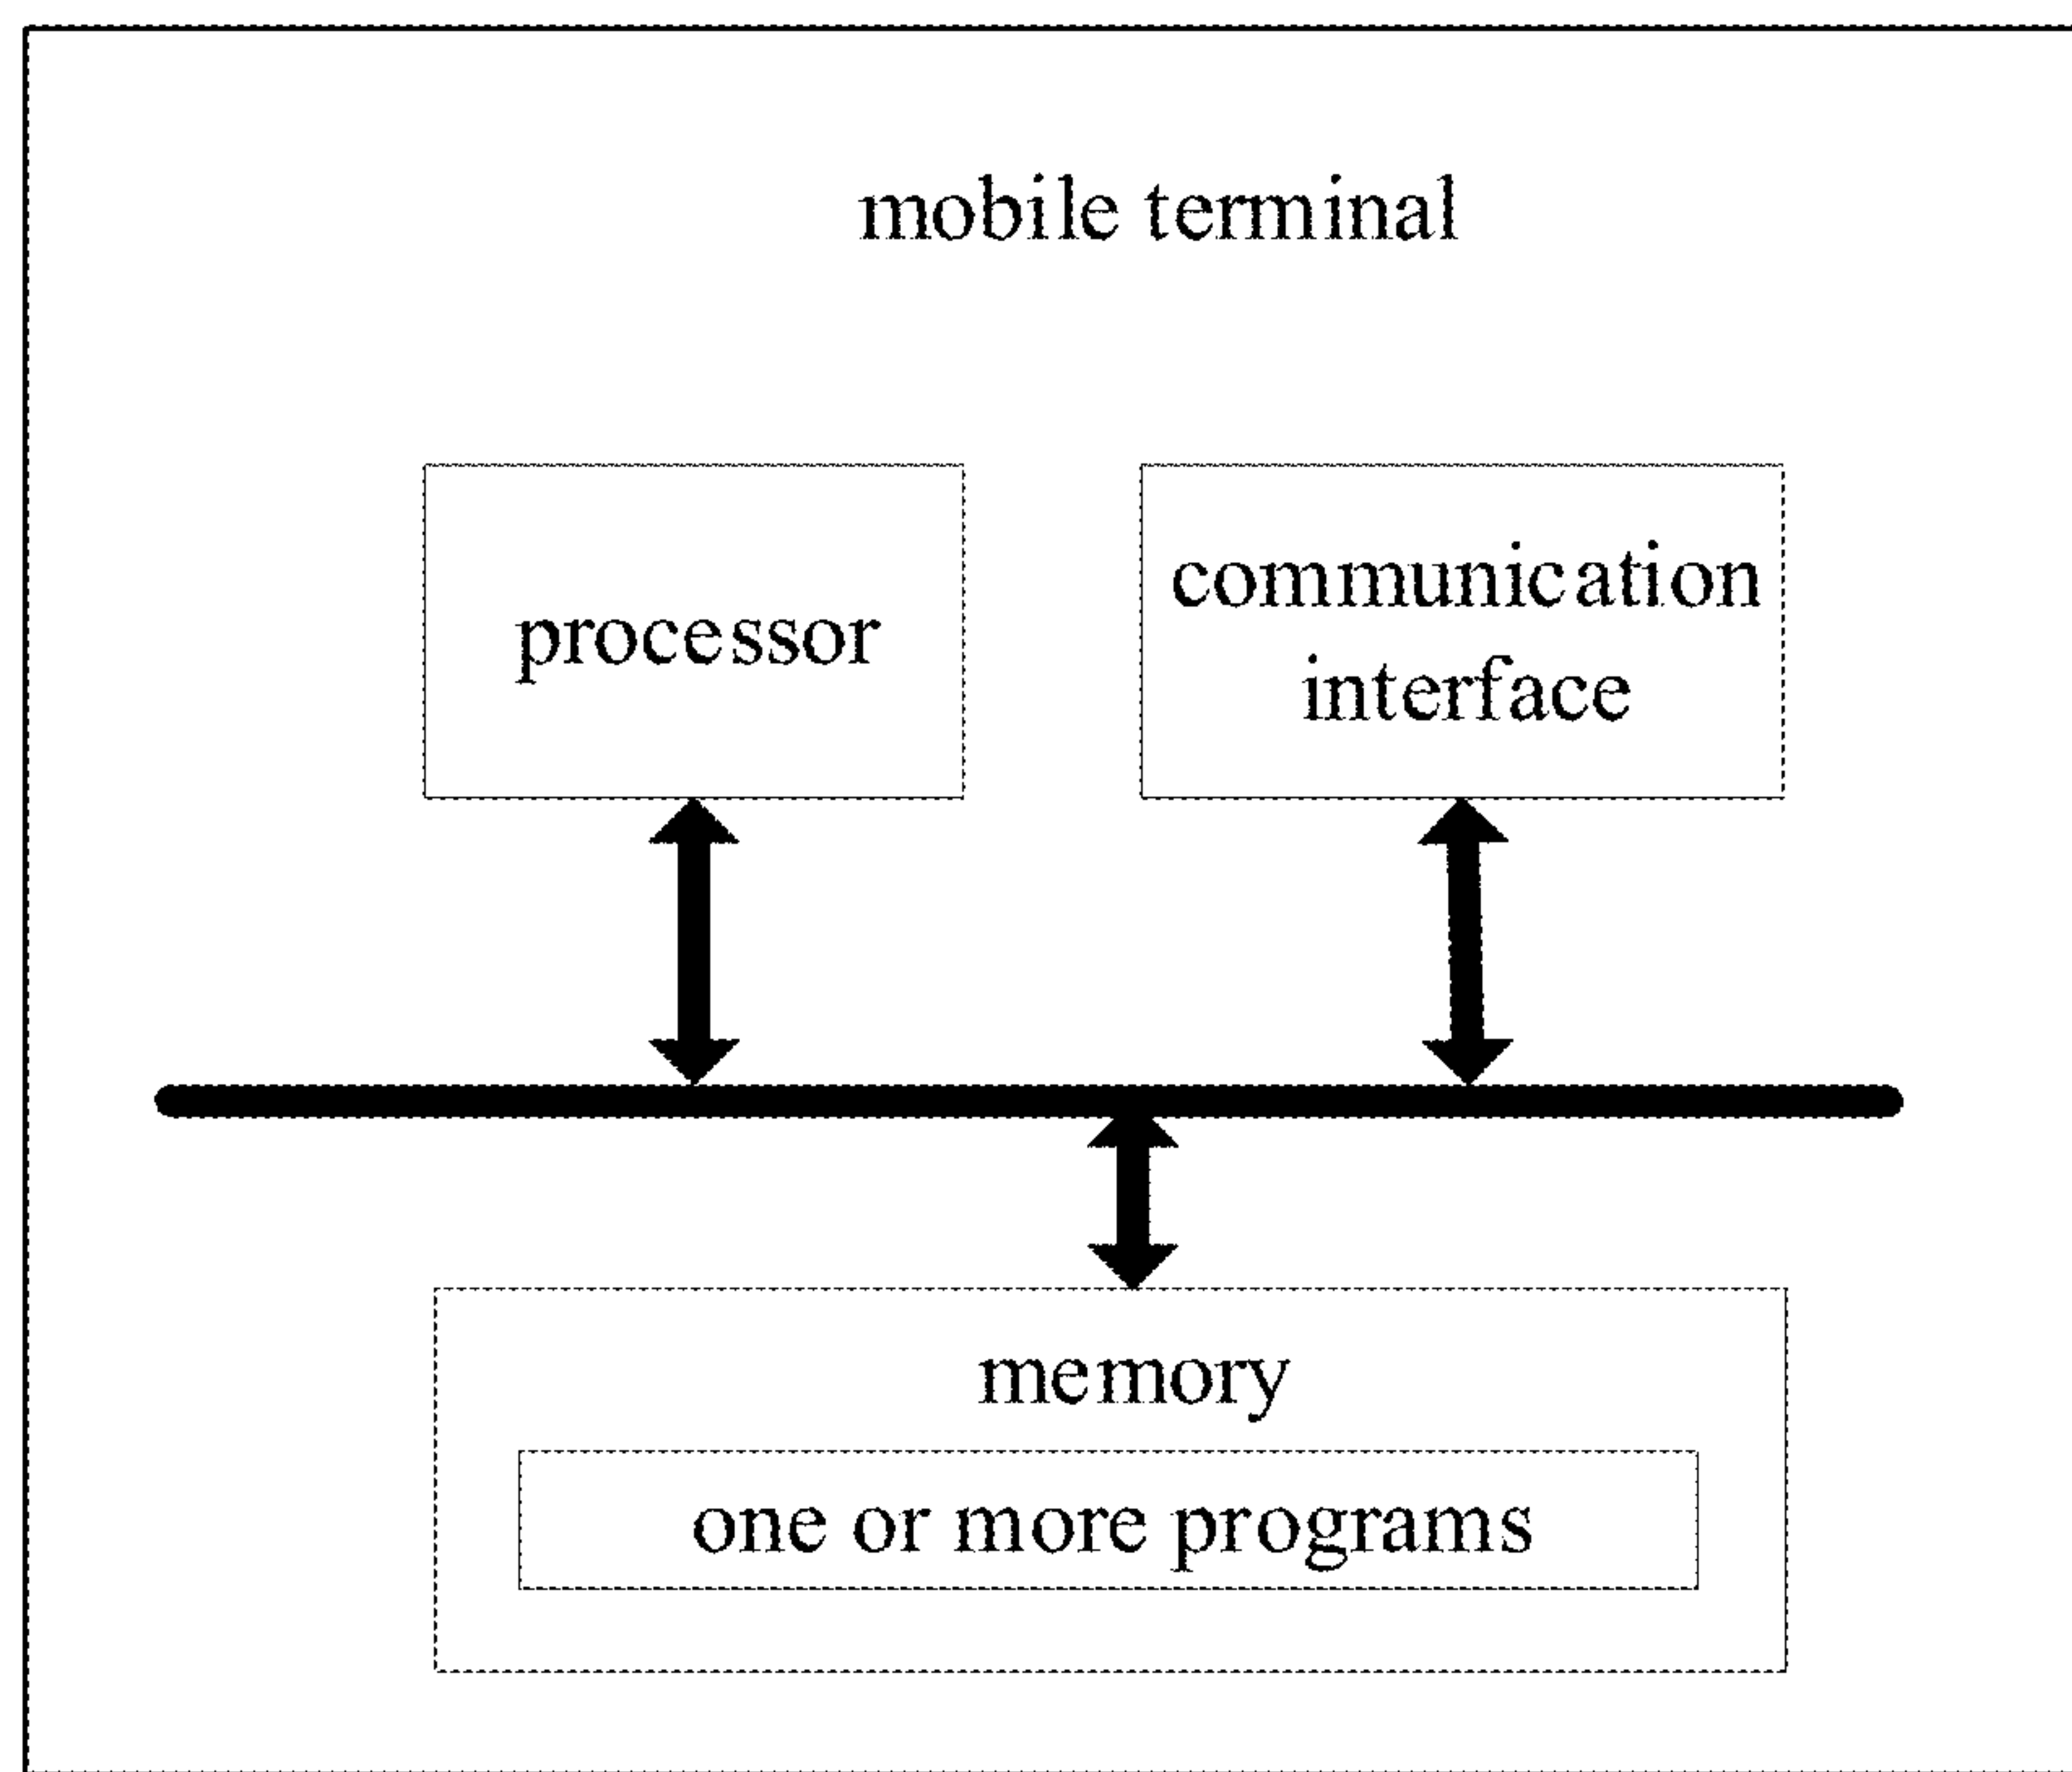 mobile terminal
processor
communication
interface
memory
one or more programs